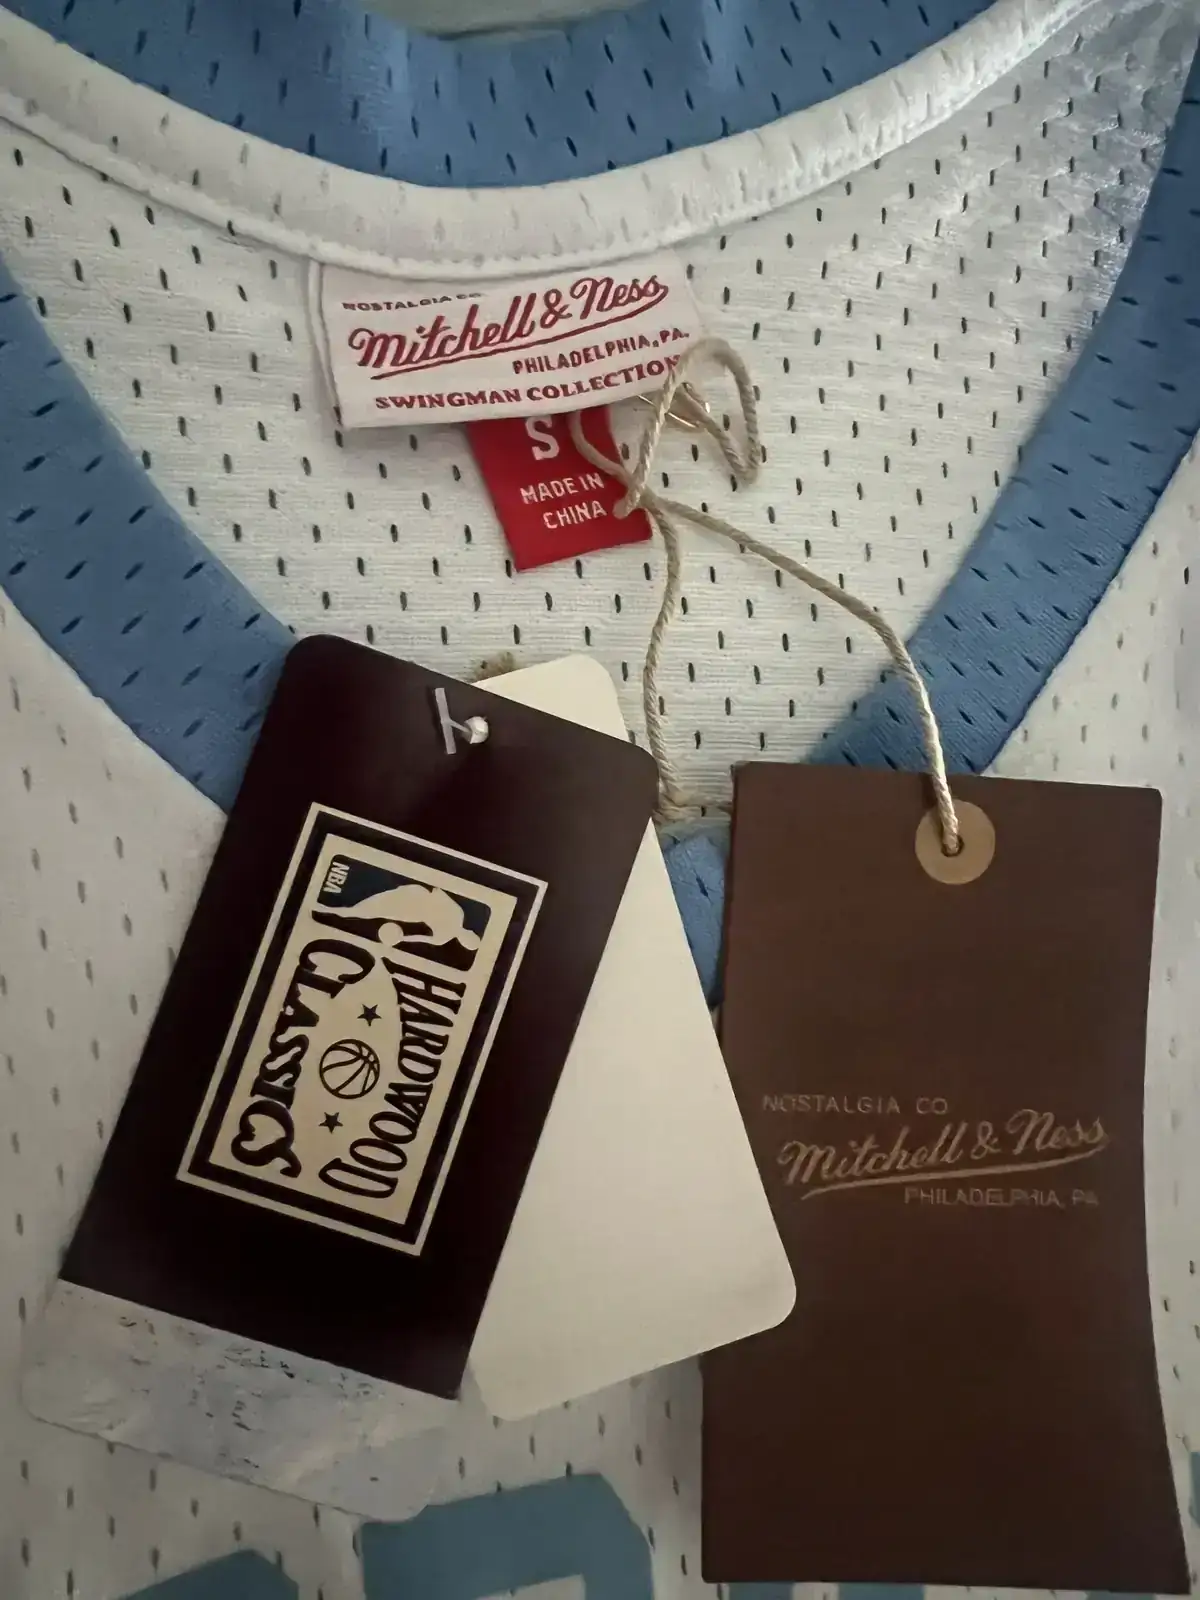 NOSTALGIA CO.
Mitchell & Ness
PHILADELPHIA, PA.
SWINGMAN COLLECTION
S
MADE IN
CHINA
NBA
HARDWOOD
CLASSICS
NOSTALGIA CO
Mitchell & Ness
PHILADELPHIA, PA